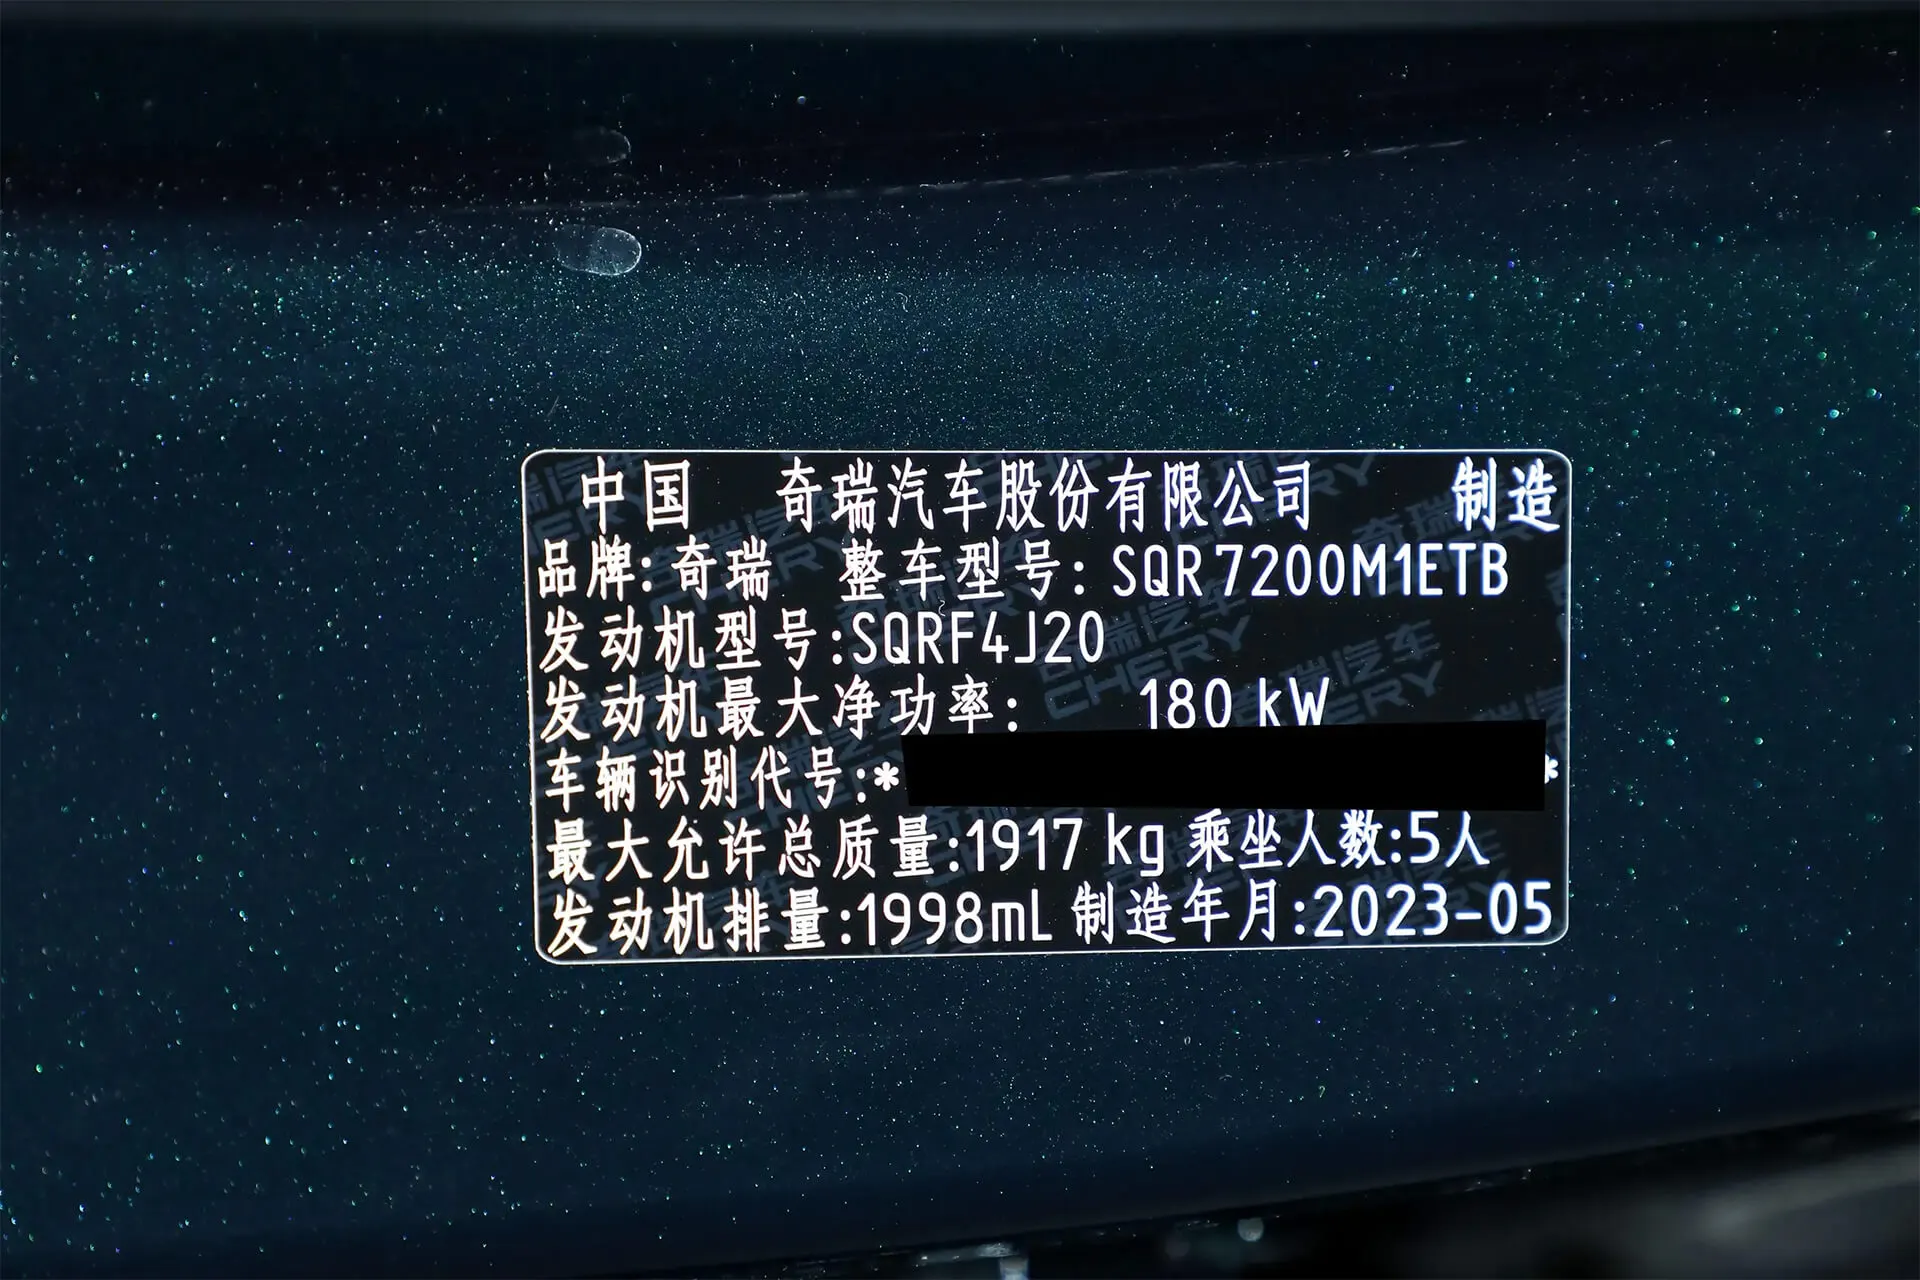 中国 奇瑞汽车股份有限公司 制造
品牌:奇瑞 整车型号:SQR7200M1ETB
发动机型号:SQRF4J20
发动机最大净功率: 180 kW
车辆识别代号:* *
最大允许总质量:1917 kg 乘坐人数:5人
发动机排量:1998mL 制造年月:2023-05